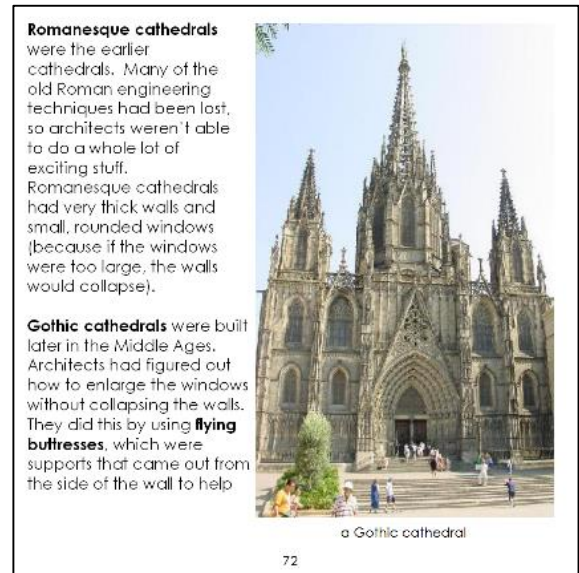 Romanesque cathedrals
were the earlier
cathedrals. Many of the
old Roman engineering
techniques had been lost,
so architects weren't able
to do a whole lot of
exciting stuff.
Romanesque cathedrals
had very thick walls and
small, rounded windows
(because if the windows
were too large, the walls
would collapse).
Gothic cathedrals were built
later in the Middle Ages.
Architects had figured out
how to enlarge the windows
without collapsing the walls.
They did this by using flying
buttresses, which were
supports that came out from
the side of the wall to help
a Gothic cathedral
72